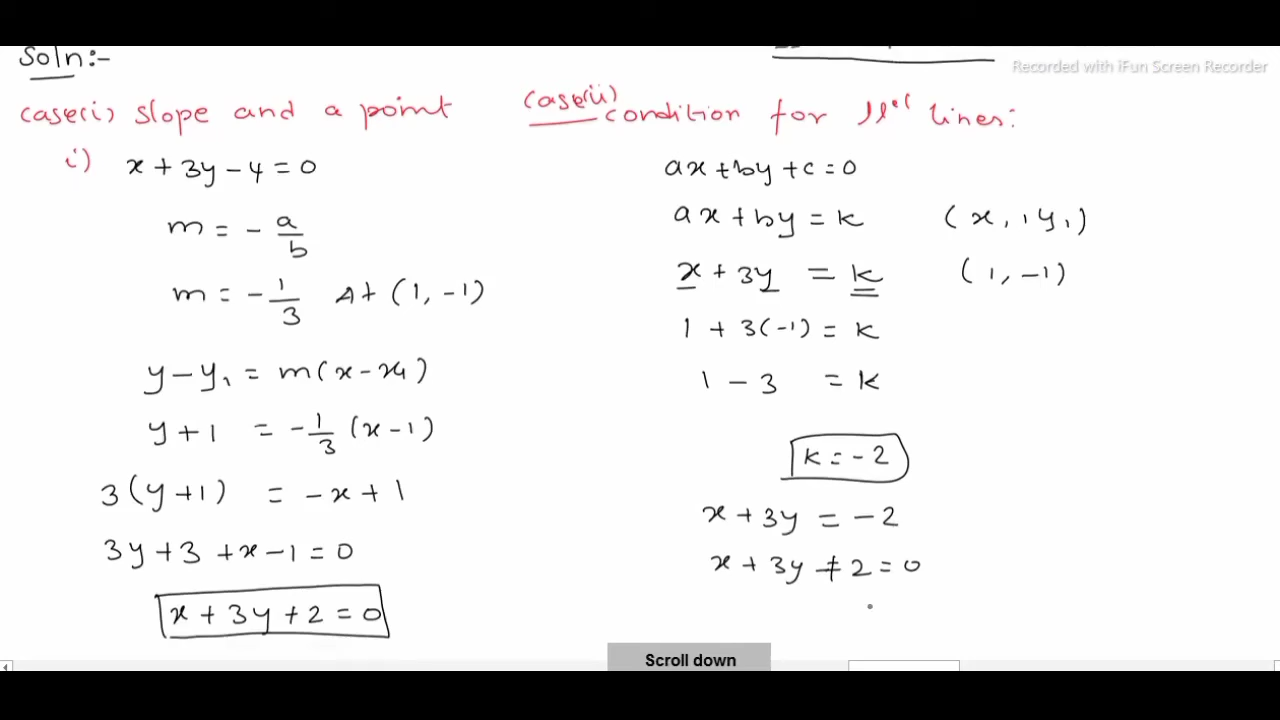 Soln:-
Recorded with iFun Screen Recorder
case(i) slope and a point
i) x + 3y - 4 = 0
m = - a/b
m = - 1/3 At (1, -1)
y - y₁ = m(x - x₁)
y + 1 = - 1/3 (x - 1)
3(y + 1) = - x + 1
3y + 3 + x - 1 = 0
x + 3y + 2 = 0
case(ii) condition for llel lines:
ax + by + c = 0
ax + by = k (x₁, y₁)
x + 3y = k (1, -1)
1 + 3(-1) = k
1 - 3 = k
k = - 2
x + 3y = - 2
x + 3y + 2 = 0
Scroll down